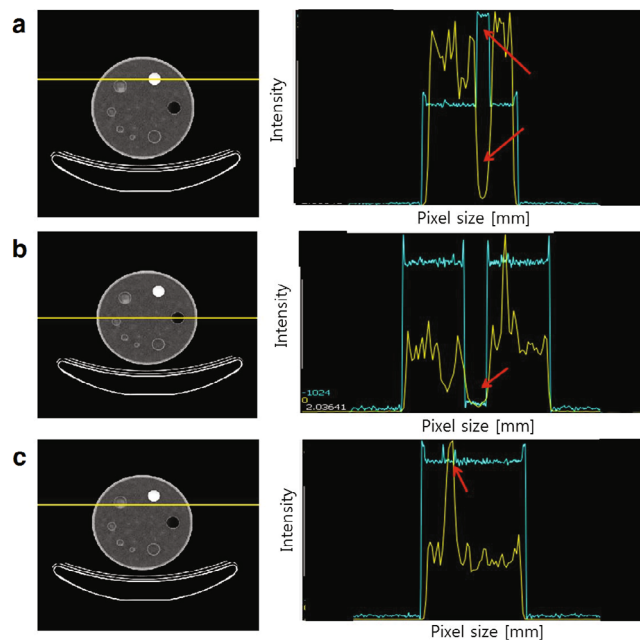 a
Intensity
Pixel size [mm]
b
Intensity
-1024
0
2.03641
Pixel size [mm]
c
Intensity
Pixel size [mm]